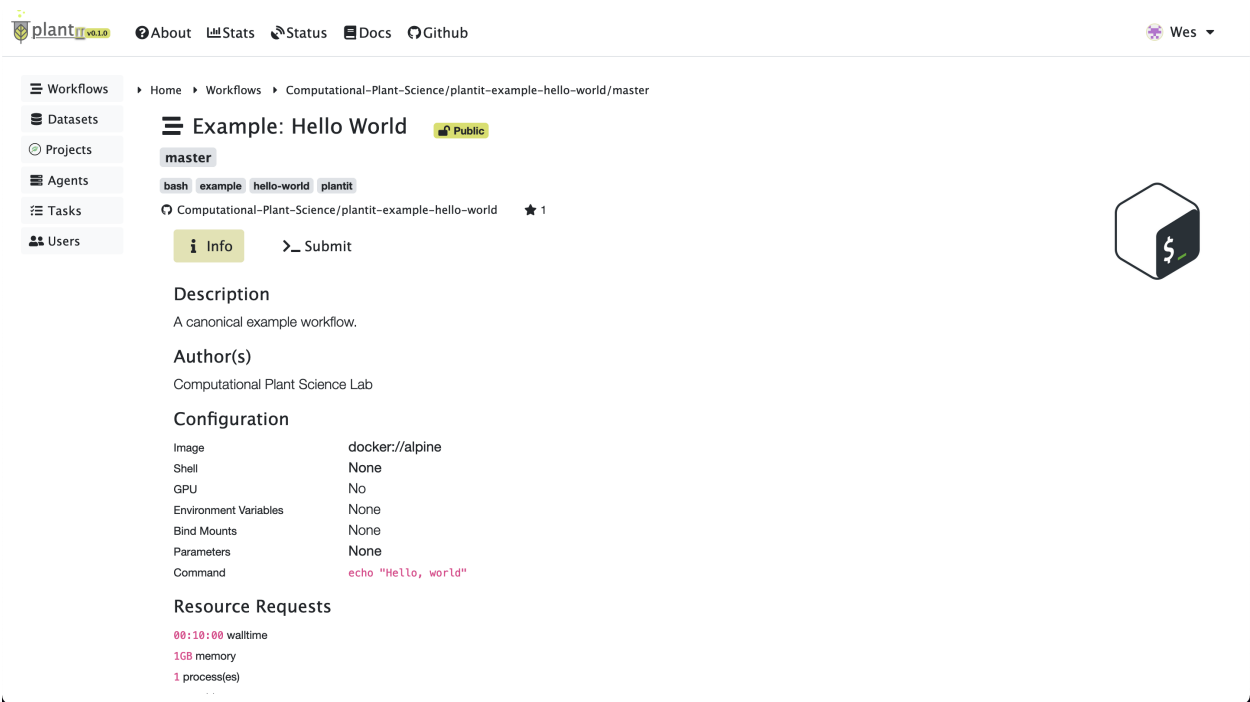 plantIT v0.1.0 About Stats Status Docs Github Wes
Workflows
Datasets
Projects
Agents
Tasks
Users
Home Workflows Computational-Plant-Science/plantit-example-hello-world/master
Example: Hello World Public
master
bash example hello-world plantit
Computational-Plant-Science/plantit-example-hello-world 1
Info Submit
$_
Description
A canonical example workflow.
Author(s)
Computational Plant Science Lab
Configuration
Image docker://alpine
Shell None
GPU No
Environment Variables None
Bind Mounts None
Parameters None
Command echo "Hello, world"
Resource Requests
00:10:00 walltime
1GB memory
1 process(es)